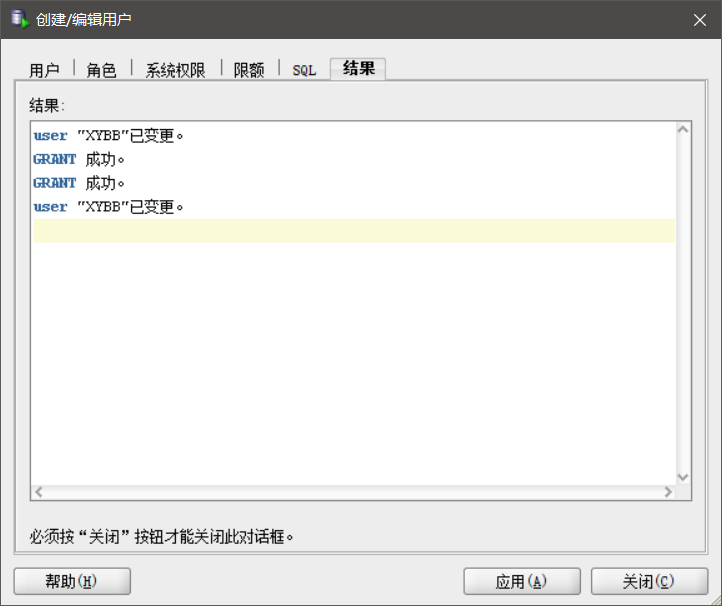 创建/编辑用户
用户 角色 系统权限 限额 SQL 结果
结果:
user "XYBB"已变更。
GRANT 成功。
GRANT 成功。
user "XYBB"已变更。
必须按“关闭”按钮才能关闭此对话框。
帮助(H) 应用(A) 关闭(C)